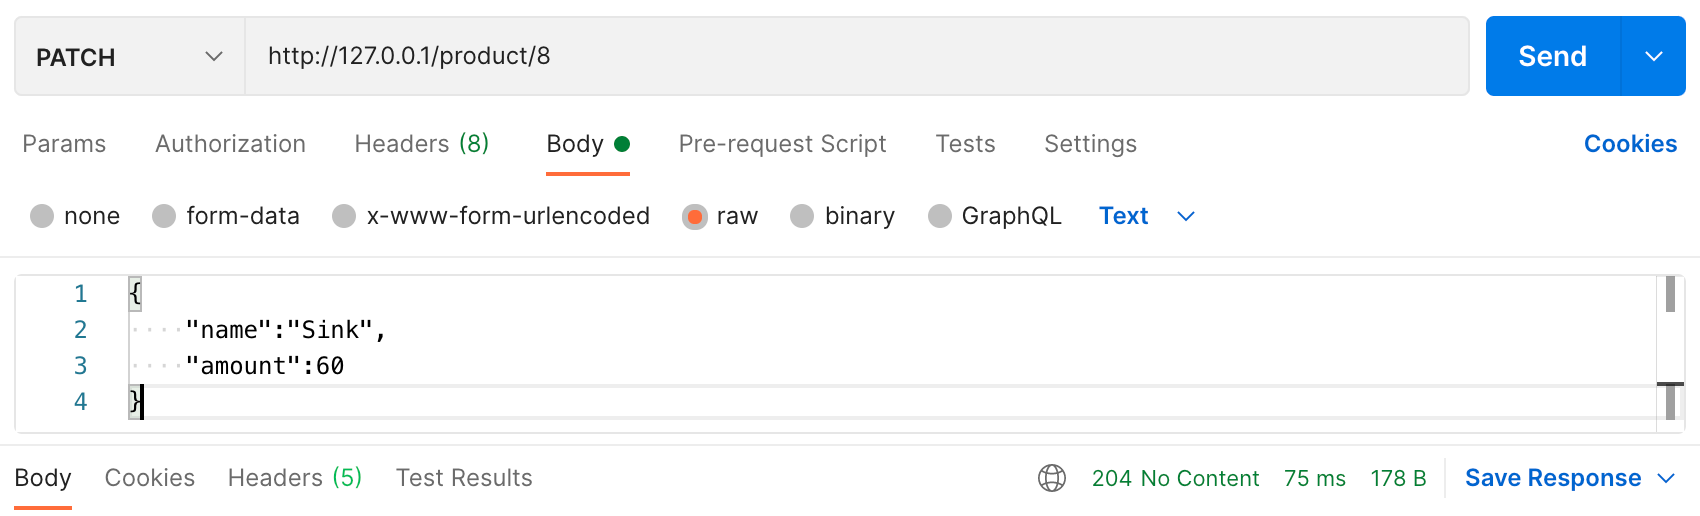 PATCH http://127.0.0.1/product/8 Send
Params Authorization Headers (8) Body Pre-request Script Tests Settings Cookies
none form-data x-www-form-urlencoded raw binary GraphQL Text
1 {
2 "name":"Sink",
3 "amount":60
4 }
Body Cookies Headers (5) Test Results 204 No Content 75 ms 178 B Save Response